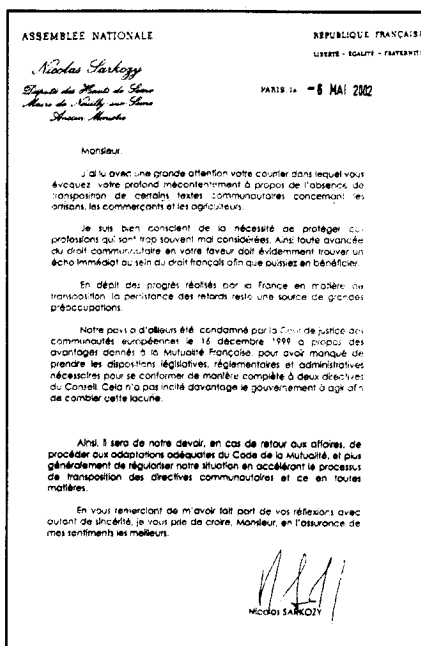 ASSEMBLEE NATIONALE
RÉPUBLIQUE FRANÇAISE
LIBERTÉ - ÉGALITÉ - FRATERNITÉ
Nicolas Sarkozy
Député des Hauts de Seine
Maire de Neuilly sur Seine
Ancien Ministre
PARIS, le - 6 MAI 2002
Monsieur,
J'ai lu avec une grande attention votre courrier dans lequel vous
évoquez votre profond mécontentement à propos de l'absence de
transposition de certains textes communautaires concernant les
artisans, les commerçants et les agriculteurs.
Je suis bien conscient de la nécessité de protéger ces
professions qui sont trop souvent mal considérées. Ainsi toute avancée
du droit communautaire en votre faveur doit évidemment trouver un
écho immédiat au sein du droit français afin que puissiez en bénéficier.
En dépit des progrès réalisés par la France en matière de
transposition, la persistance des retards reste une source de grandes
préoccupations.
Notre pays a d'ailleurs été condamné par la Cour de justice des
communautés européennes le 16 décembre 1999 à propos des
avantages donnés à la Mutualité Française, pour avoir manqué de
prendre les dispositions législatives, réglementaires et administratives
nécessaires pour se conformer de manière complète à deux directives
du Conseil. Cela n'a pas incité davantage le gouvernement à agir afin
de combler cette lacune.
Ainsi, il sera de notre devoir, en cas de retour aux affaires, de
procéder aux adaptations adéquates du Code de la Mutualité, et plus
généralement de régulariser notre situation en accélérant le processus
de transposition des directives communautaires et ce en toutes
matières.
En vous remerciant de m'avoir fait part de vos réflexions avec
autant de sincérité, je vous prie de croire, Monsieur, en l'assurance de
mes sentiments les meilleurs.
Nicolas SARKOZY